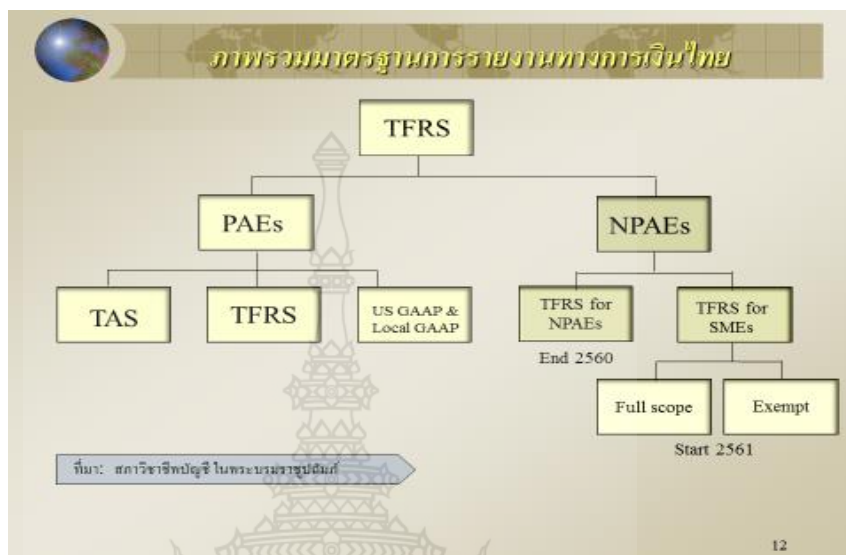 ภาพรวมมาตรฐานการรายงานทางการเงินไทย
TFRS
PAEs
NPAEs
TAS
TFRS
US GAAP &
Local GAAP
TFRS for
NPAEs
TFRS for
SMEs
End 2560
Full scope
Exempt
Start 2561
ที่มา: สภาวิชาชีพบัญชี ในพระบรมราชูปถัมภ์
12